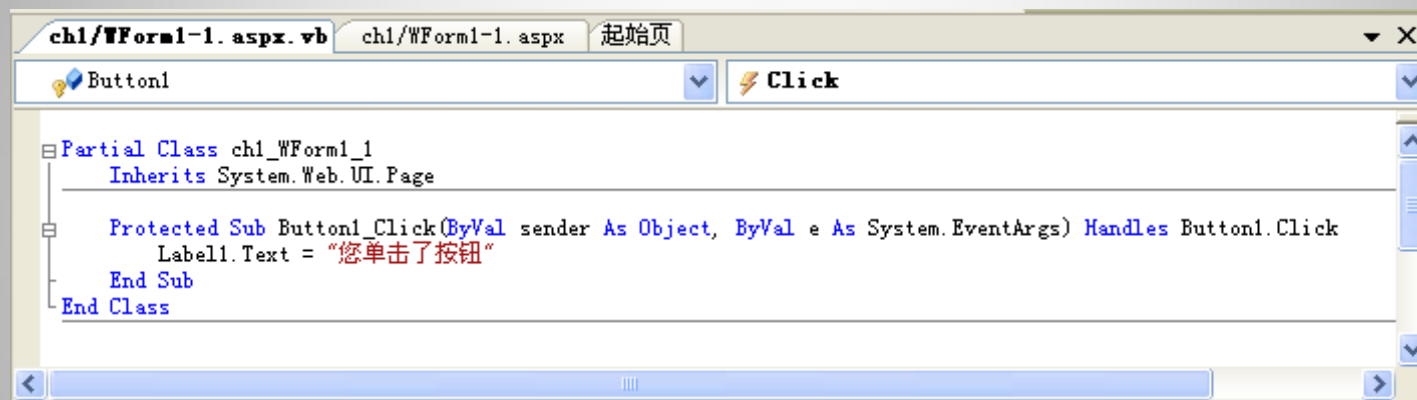 ch1/WForm1-1.aspx.vb ch1/WForm1-1.aspx 起始页
Button1 Click
Partial Class ch1_WForm1_1
Inherits System.Web.UI.Page
Protected Sub Button1_Click(ByVal sender As Object, ByVal e As System.EventArgs) Handles Button1.Click
Label1.Text = “您单击了按钮“
End Sub
End Class